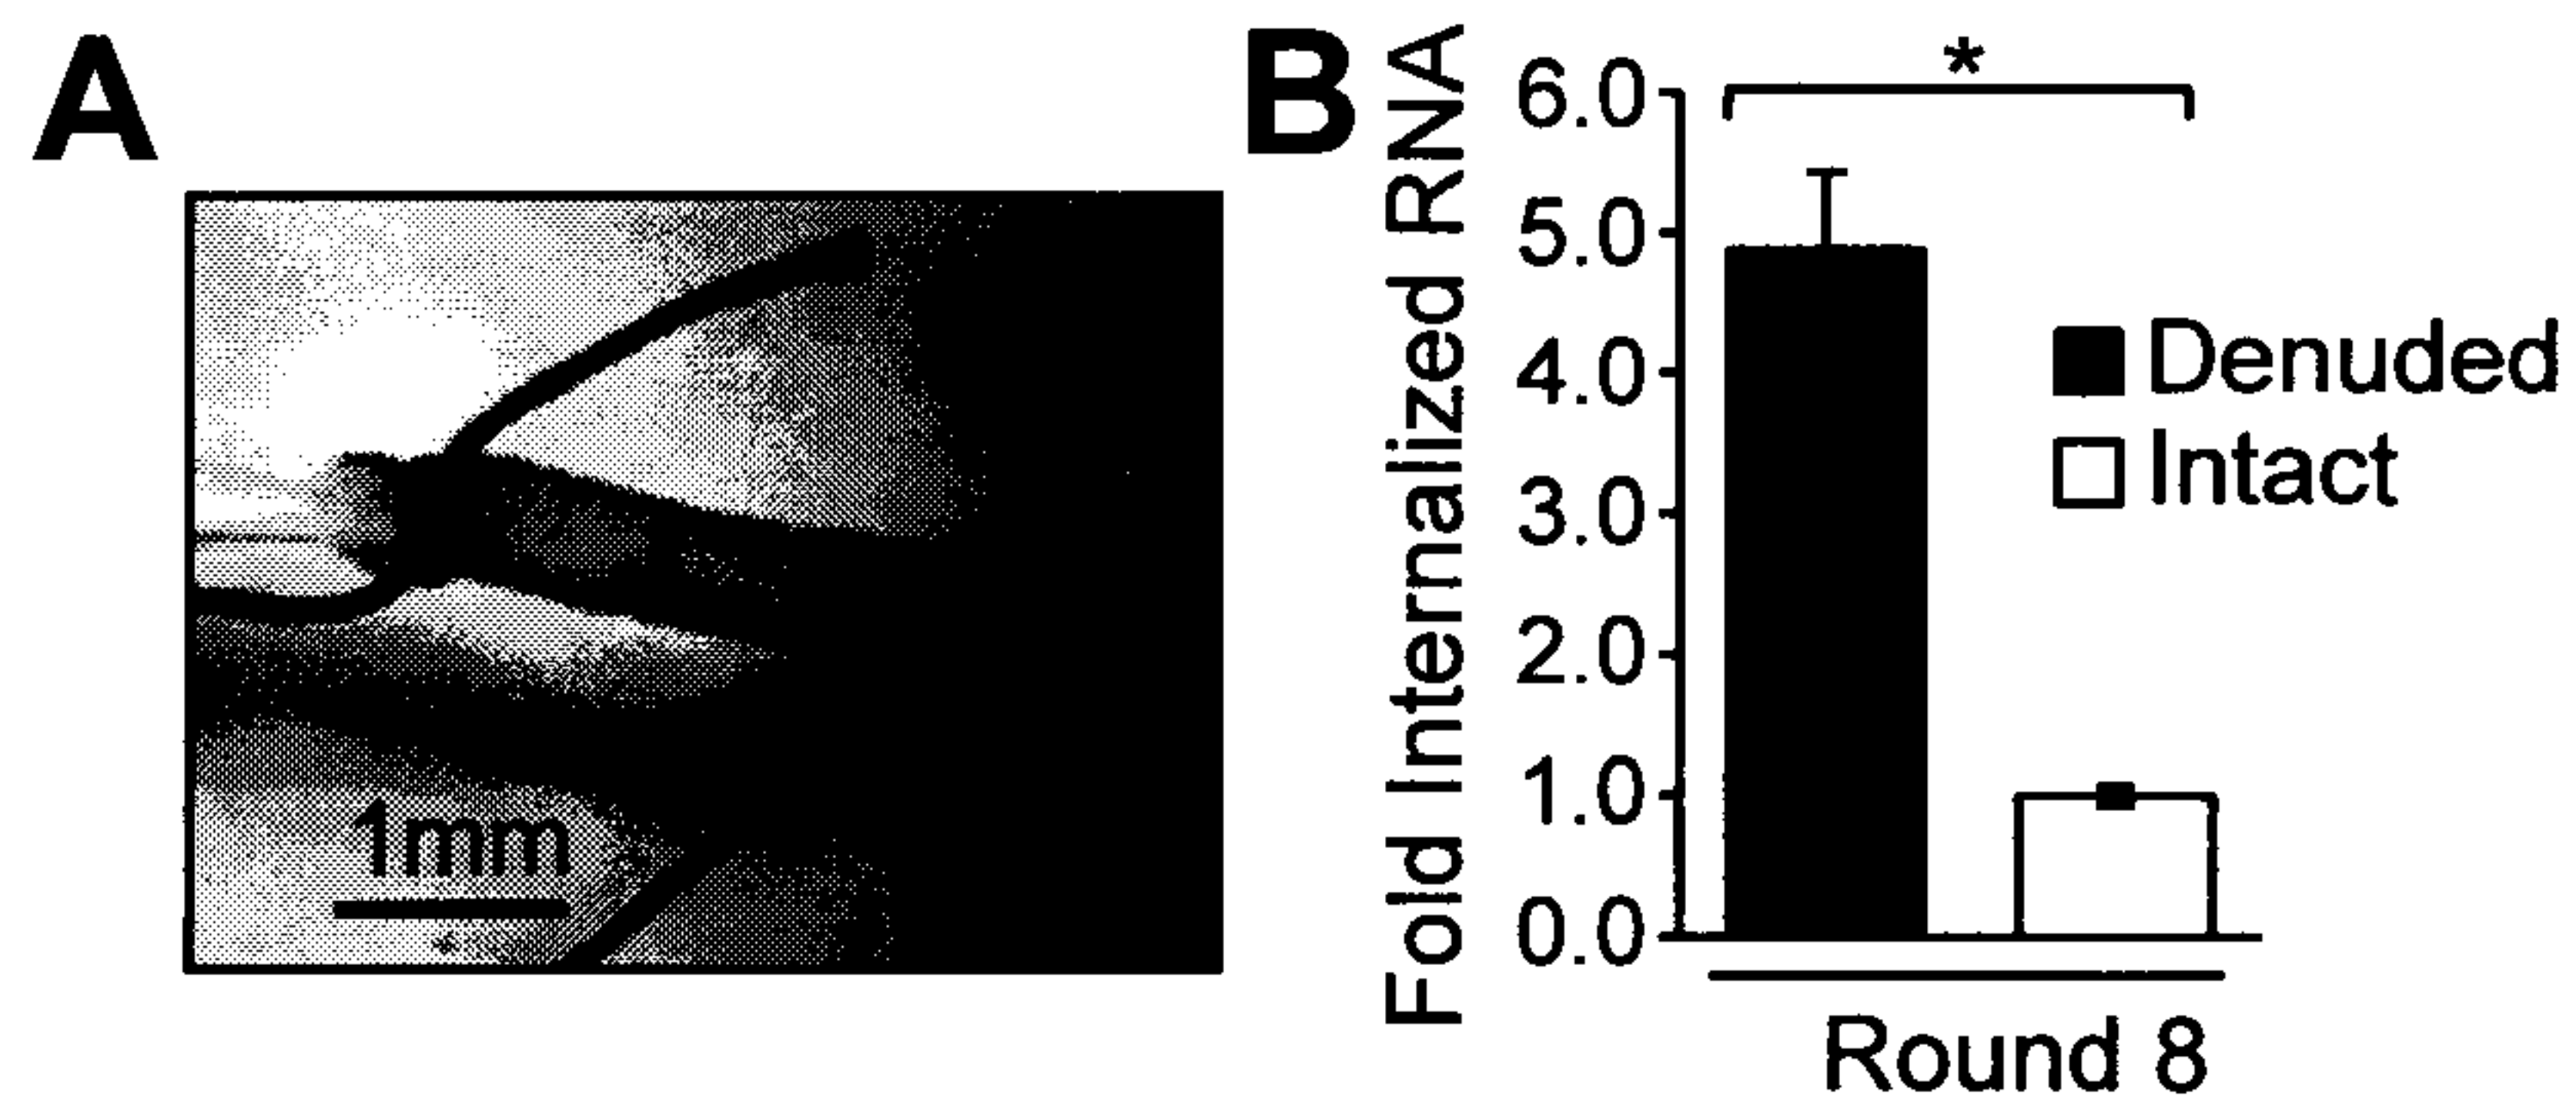 A
1mm
B
*
Fold Internalized RNA
6.0
5.0
4.0
3.0
2.0
1.0
0.0
Denuded
Intact
Round 8